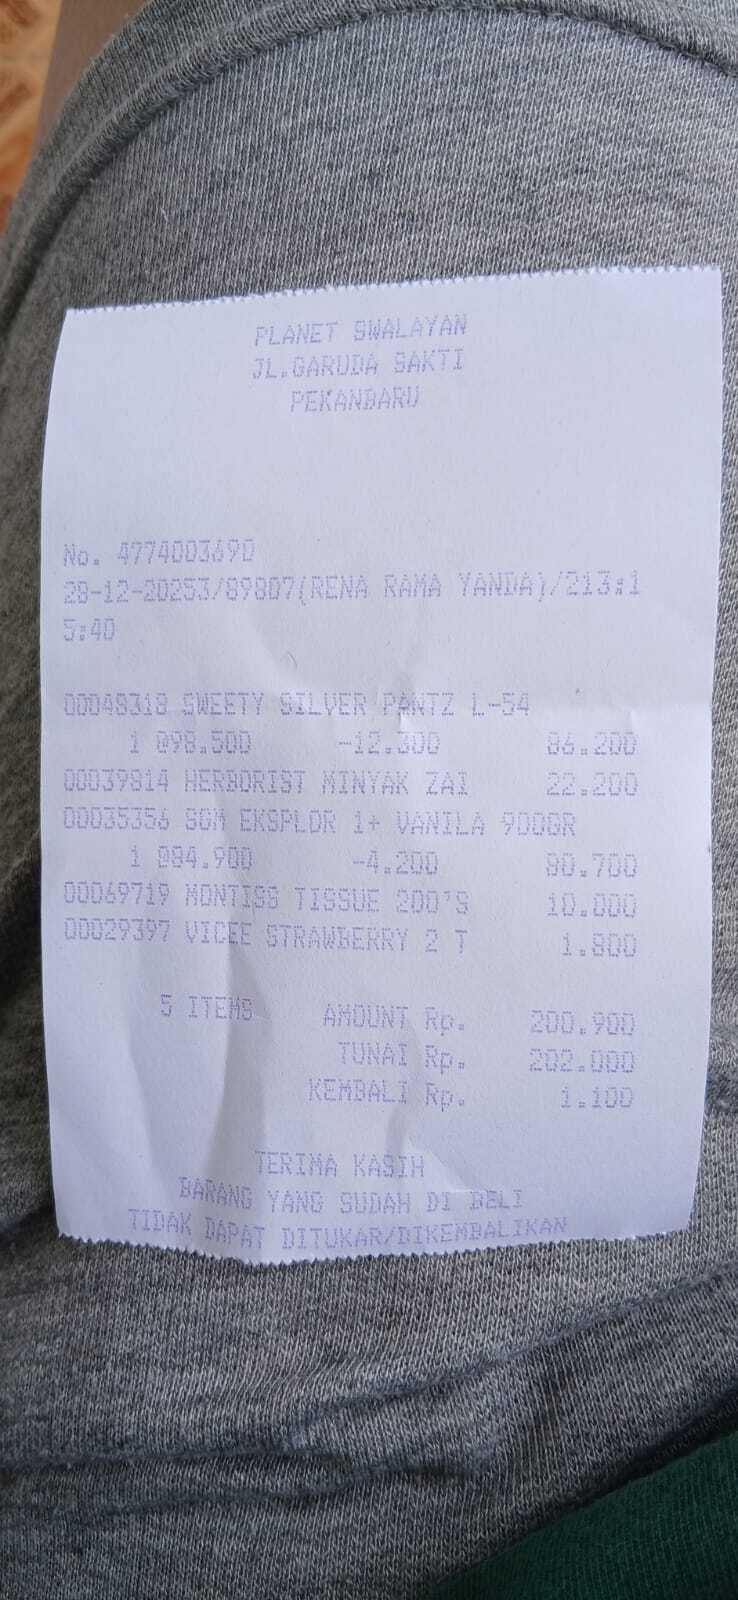 PLANET SWALAYAN
JL.GARUDA SAKTI
PEKANBARU
No. 4774003690
28-12-20253/89807(RENA RAMA YANDA)/213:1
5:40
00048318 SWEETY SILVER PANTZ L-54
1 @98.500 -12.300 86.200
00039814 HERBORIST MINYAK ZAI 22.200
00035356 SGM EKSPLOR 1+ VANILA 900GR
1 @84.900 -4.200 80.700
00069719 MONTISS TISSUE 200'S 10.000
00029397 VICEE STRAWBERRY 2 T 1.800
5 ITEMS AMOUNT Rp. 200.900
TUNAI Rp. 202.000
KEMBALI Rp. 1.100
TERIMA KASIH
BARANG YANG SUDAH DI BELI
TIDAK DAPAT DITUKAR/DIKEMBALIKAN